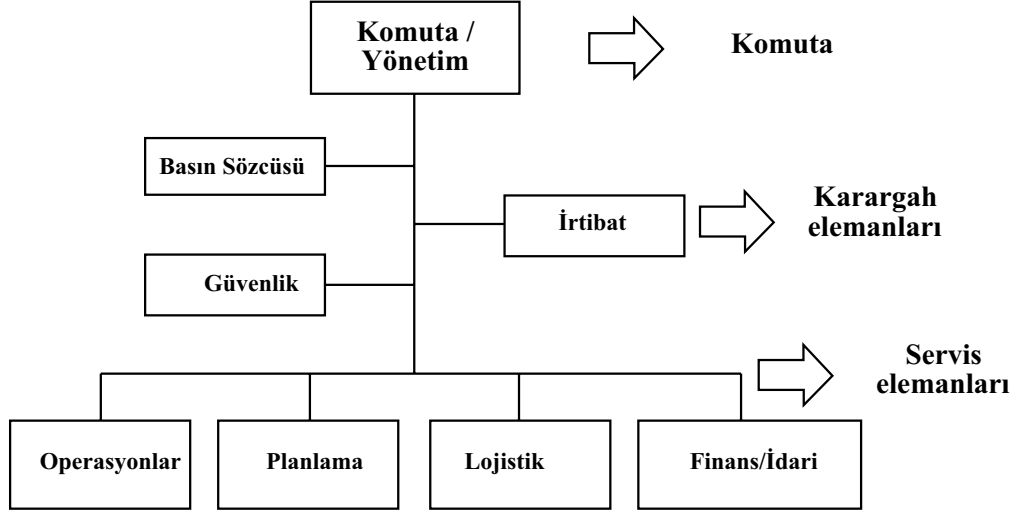 Komuta /
Yönetim
Komuta
Basın Sözcüsü
İrtibat
Karargah
elemanları
Güvenlik
Servis
elemanları
Operasyonlar
Planlama
Lojistik
Finans/İdari